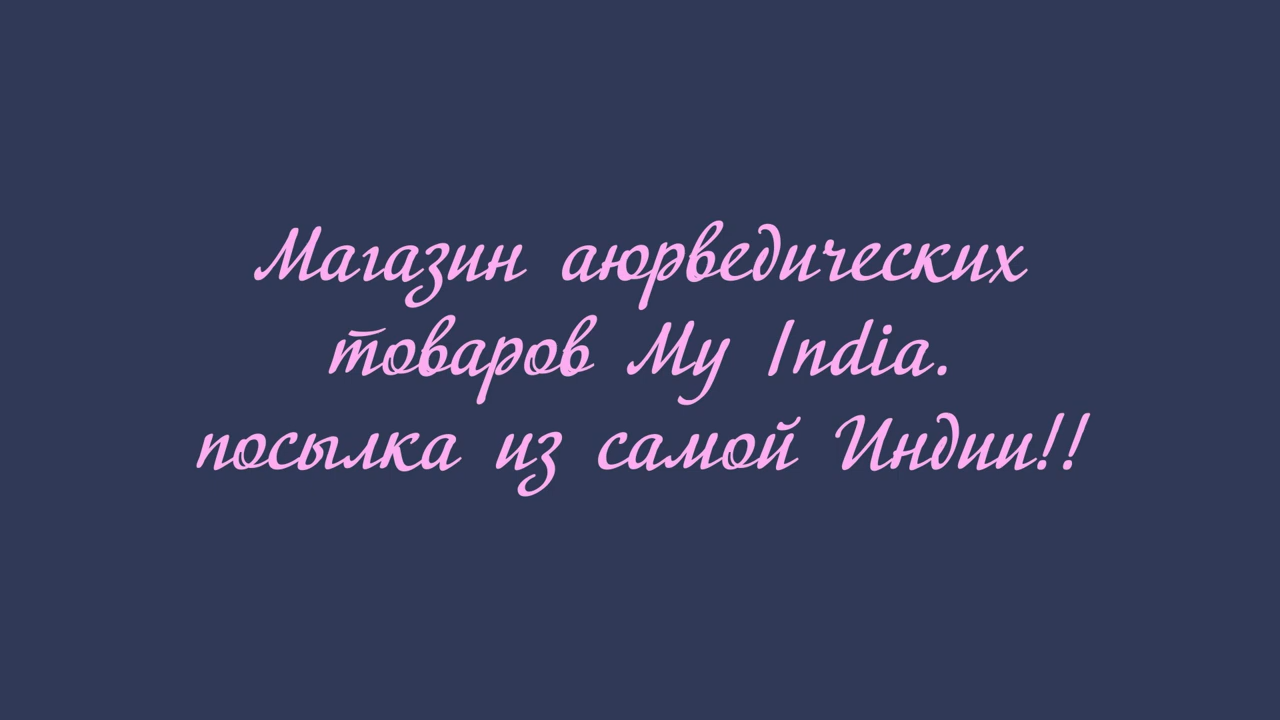 Магазин аюрведических
товаров My India.
посылка из самой Индии!!